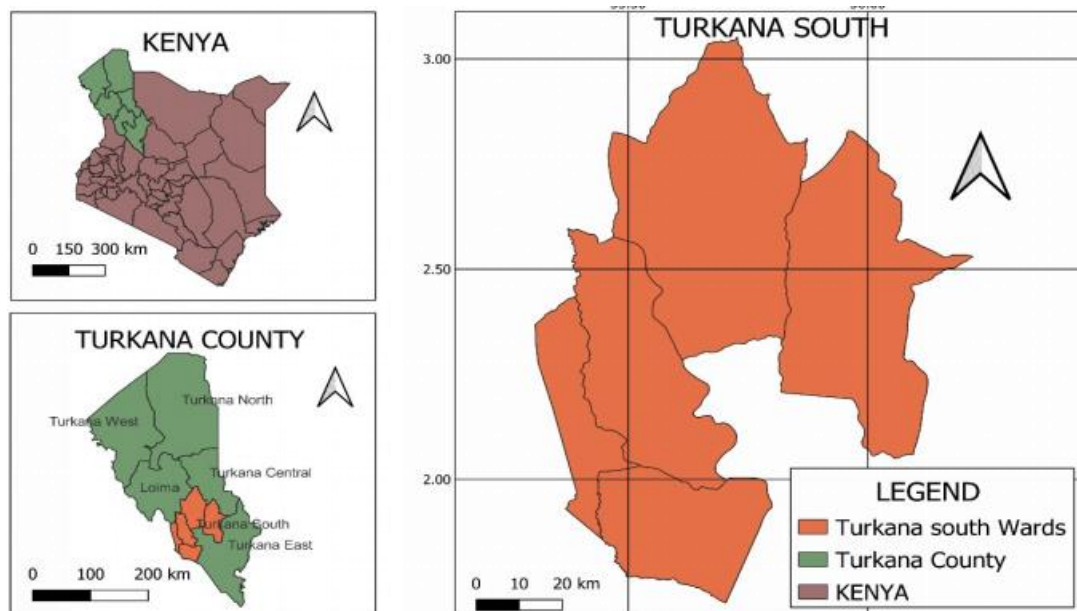 KENYA
0 150 300 km
TURKANA COUNTY
Turkana North
Turkana West
Turkana Central
Loima
Turkana South
Turkana East
0 100 200 km
TURKANA SOUTH
3.00
2.50
2.00
0 10 20 km
LEGEND
Turkana south Wards
Turkana County
KENYA